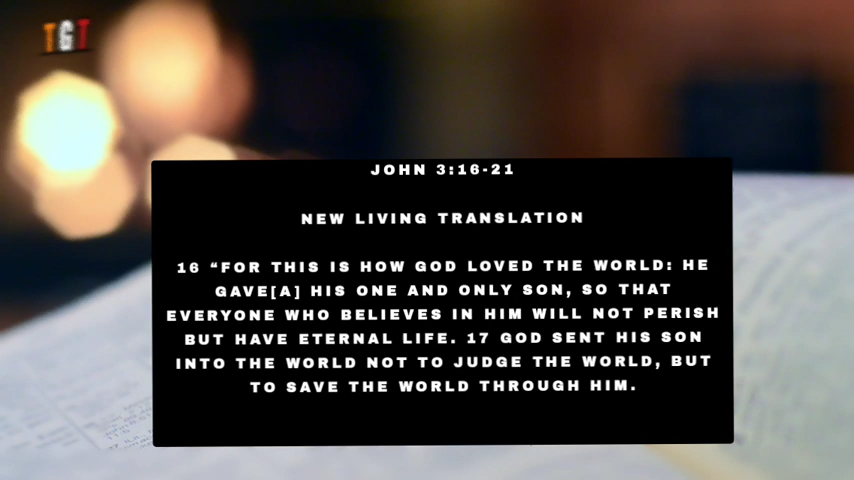 TGT
JOHN 3:16-21
NEW LIVING TRANSLATION
16 “FOR THIS IS HOW GOD LOVED THE WORLD: HE
GAVE[A] HIS ONE AND ONLY SON, SO THAT
EVERYONE WHO BELIEVES IN HIM WILL NOT PERISH
BUT HAVE ETERNAL LIFE. 17 GOD SENT HIS SON
INTO THE WORLD NOT TO JUDGE THE WORLD, BUT
TO SAVE THE WORLD THROUGH HIM.